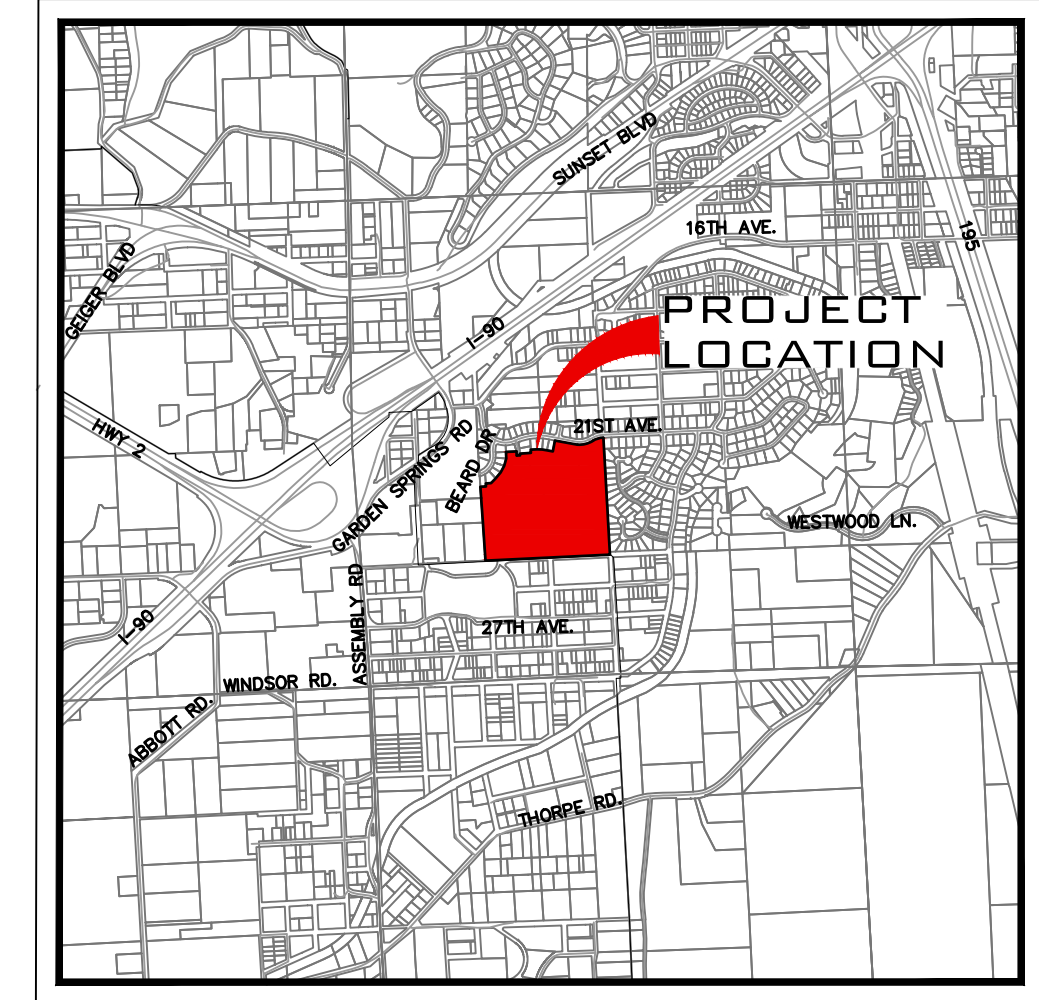 SUNSET BLVD
16TH AVE.
195
GEIGER BLVD
PROJECT
LOCATION
I-90
HWY 2
21ST AVE.
GARDEN SPRINGS RD
BEARD DR.
WESTWOOD LN.
ASSEMBLY RD
I-90
27TH AVE.
WINDSOR RD.
ABBOTT RD.
THORPE RD.